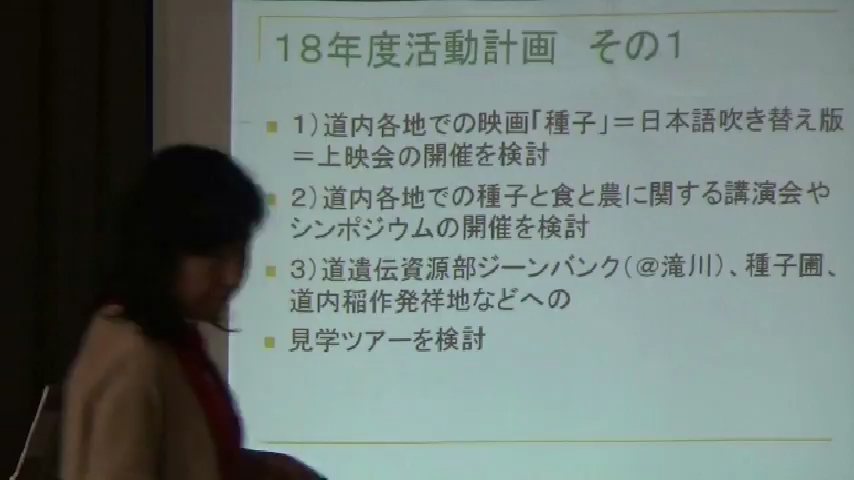 18年度活動計画　その1
1)道内各地での映画「種子」＝日本語吹き替え版
＝上映会の開催を検討
2)道内各地での種子と食と農に関する講演会や
シンポジウムの開催を検討
3)道遺伝資源部ジーンバンク(＠滝川)、種子圃、
道内稲作発祥地などへの
見学ツアーを検討